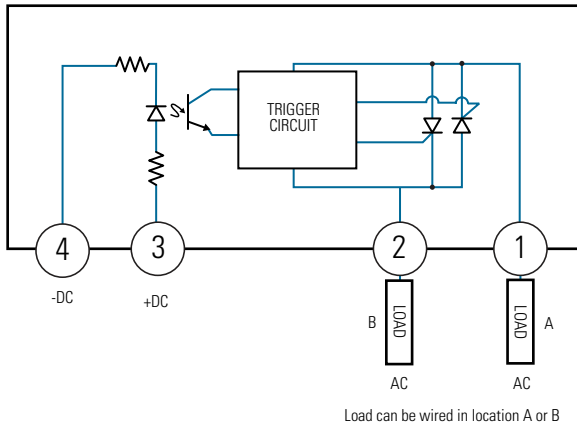 TRIGGER
CIRCUIT
4
3
2
1
-DC
+DC
B
LOAD
LOAD
A
AC
AC
Load can be wired in location A or B